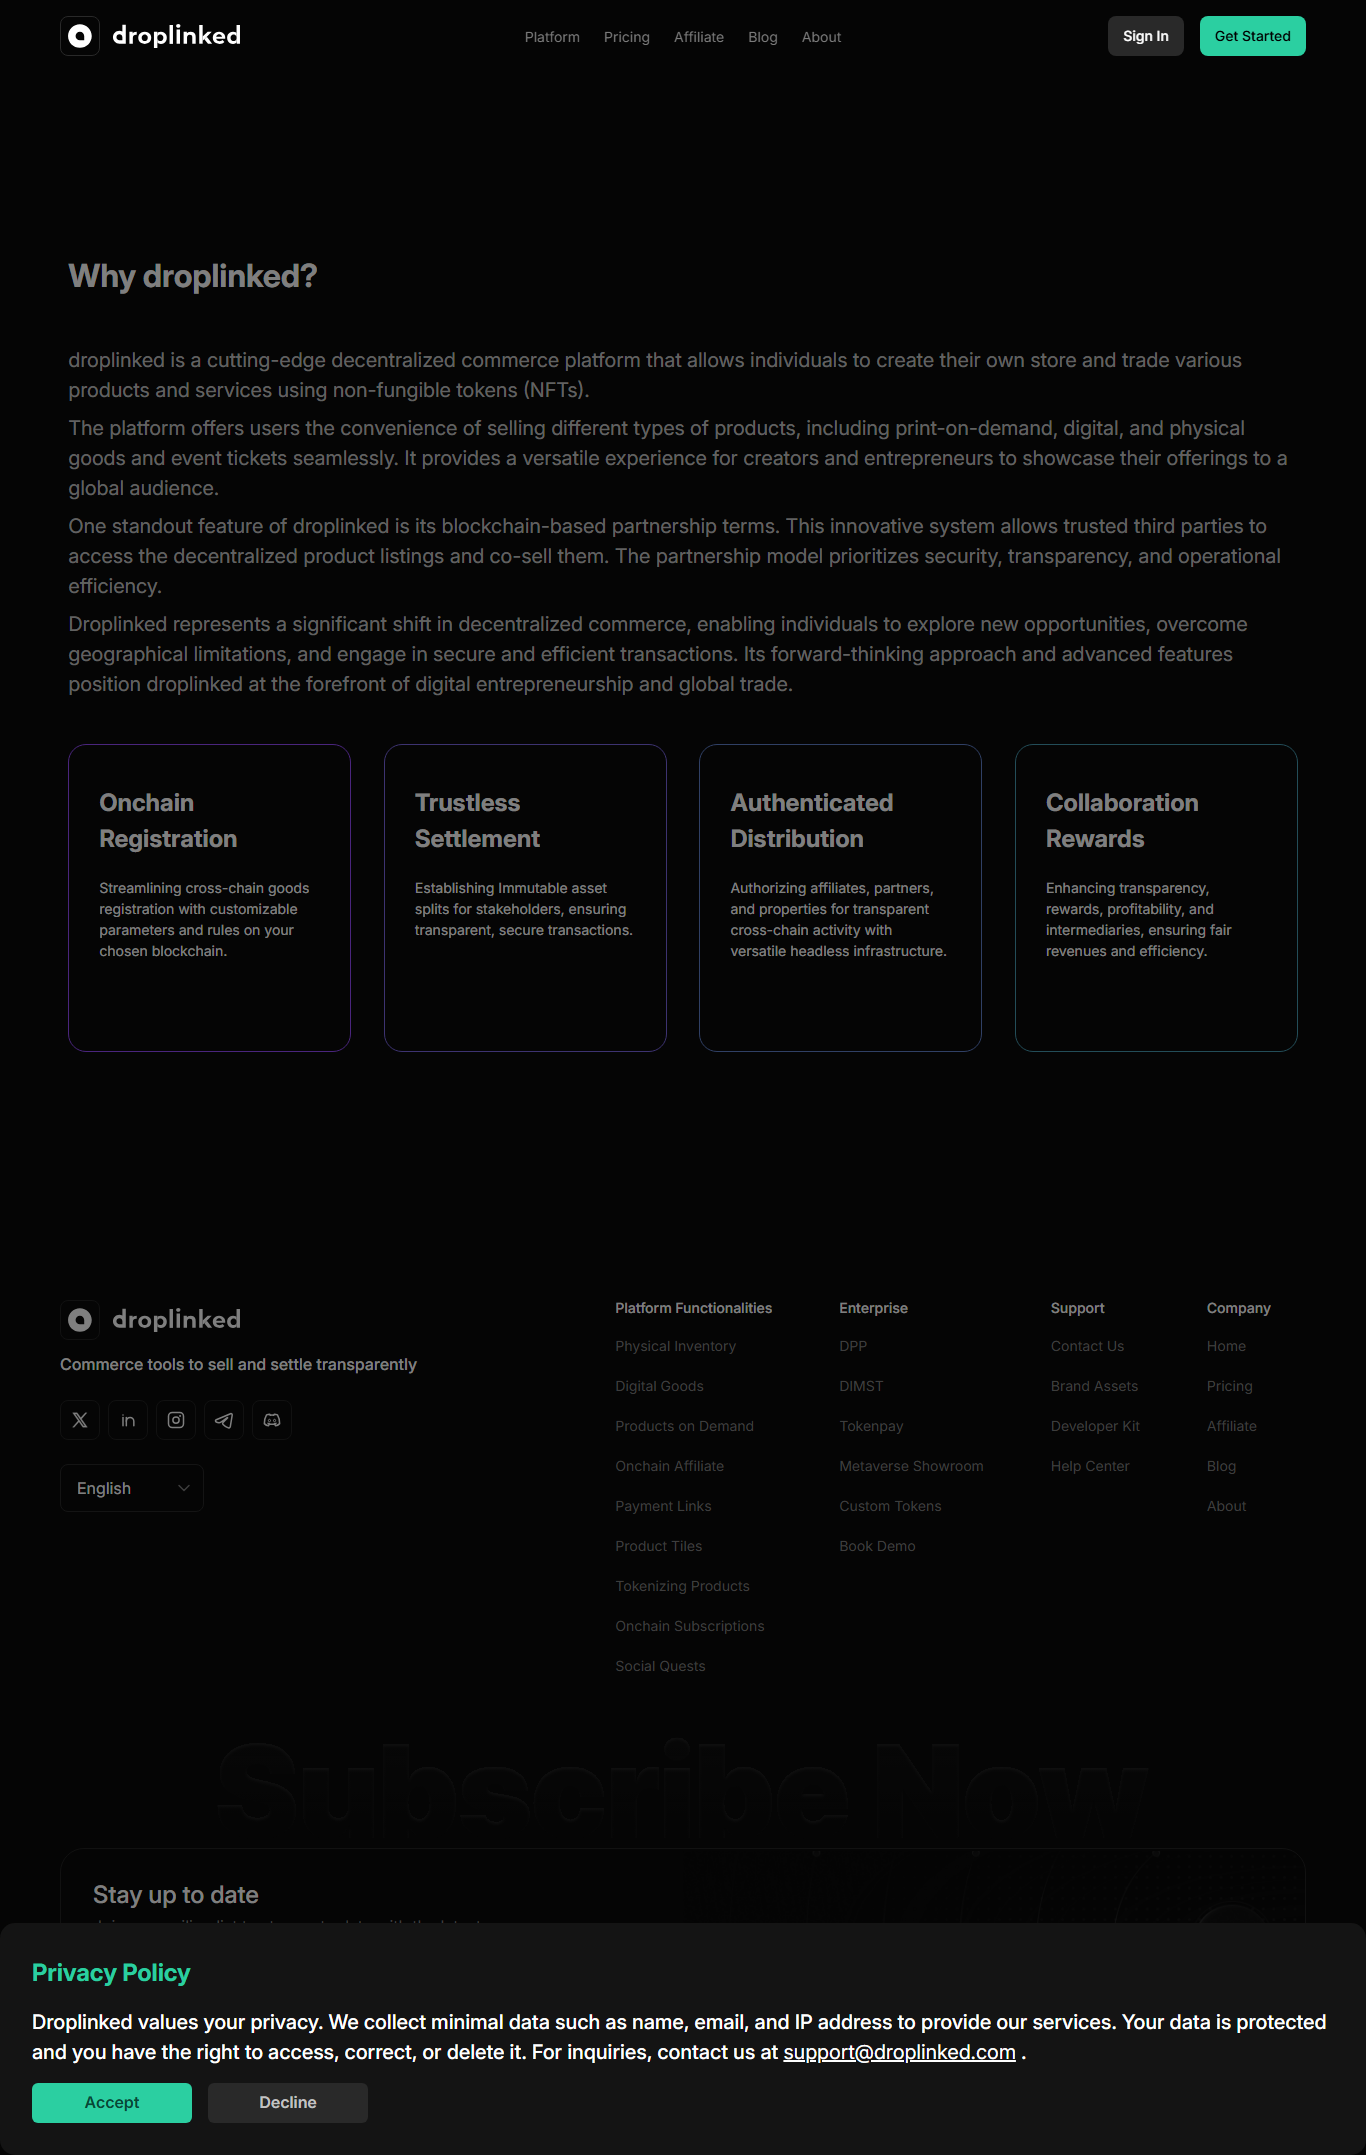 droplinked
Platform Pricing Affiliate Blog About
Sign In
Get Started
Why droplinked?
droplinked is a cutting-edge decentralized commerce platform that allows individuals to create their own store and trade various
products and services using non-fungible tokens (NFTs).
The platform offers users the convenience of selling different types of products, including print-on-demand, digital, and physical
goods and event tickets seamlessly. It provides a versatile experience for creators and entrepreneurs to showcase their offerings to a
global audience.
One standout feature of droplinked is its blockchain-based partnership terms. This innovative system allows trusted third parties to
access the decentralized product listings and co-sell them. The partnership model prioritizes security, transparency, and operational
efficiency.
Droplinked represents a significant shift in decentralized commerce, enabling individuals to explore new opportunities, overcome
geographical limitations, and engage in secure and efficient transactions. Its forward-thinking approach and advanced features
position droplinked at the forefront of digital entrepreneurship and global trade.
Onchain
Registration
Streamlining cross-chain goods
registration with customizable
parameters and rules on your
chosen blockchain.
Trustless
Settlement
Establishing Immutable asset
splits for stakeholders, ensuring
transparent, secure transactions.
Authenticated
Distribution
Authorizing affiliates, partners,
and properties for transparent
cross-chain activity with
versatile headless infrastructure.
Collaboration
Rewards
Enhancing transparency,
rewards, profitability, and
intermediaries, ensuring fair
revenues and efficiency.
droplinked
Commerce tools to sell and settle transparently
English
Platform Functionalities
Physical Inventory
Digital Goods
Products on Demand
Onchain Affiliate
Payment Links
Product Tiles
Tokenizing Products
Onchain Subscriptions
Social Quests
Enterprise
DPP
DIMST
Tokenpay
Metaverse Showroom
Custom Tokens
Book Demo
Support
Contact Us
Brand Assets
Developer Kit
Help Center
Company
Home
Pricing
Affiliate
Blog
About
Subscribe Now
Stay up to date
Privacy Policy
Droplinked values your privacy. We collect minimal data such as name, email, and IP address to provide our services. Your data is protected
and you have the right to access, correct, or delete it. For inquiries, contact us at support@droplinked.com .
Accept
Decline